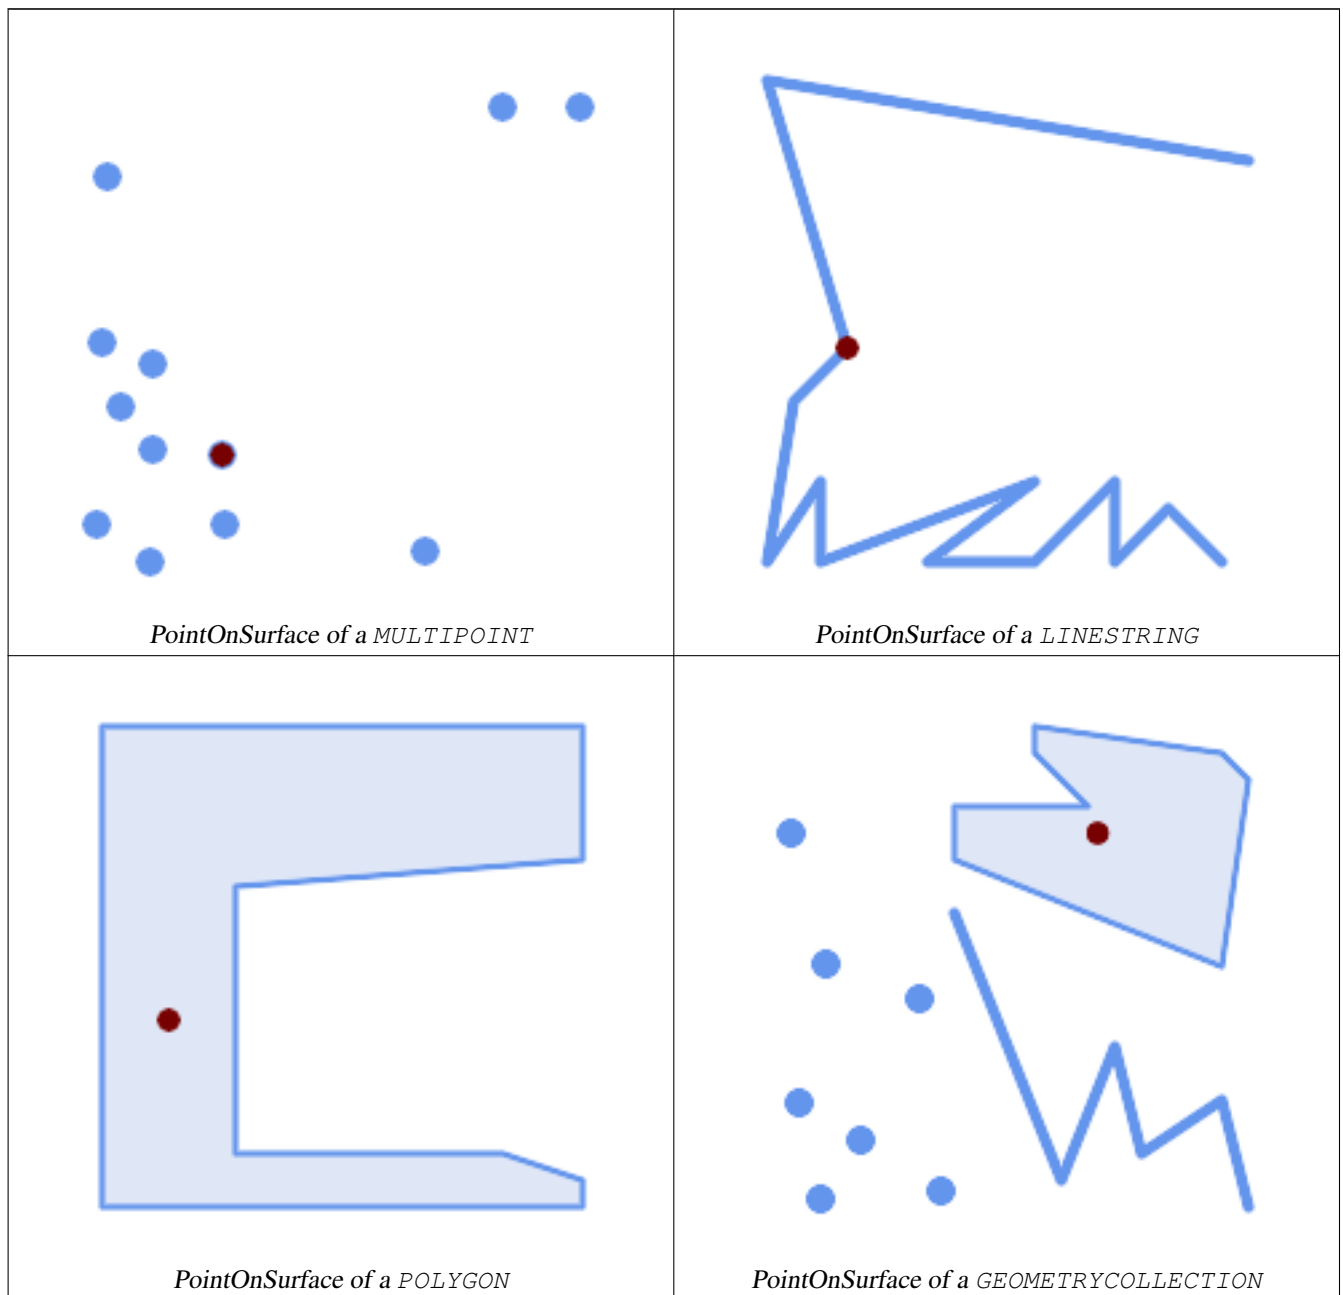 PointOnSurface of a MULTIPOINT
PointOnSurface of a LINESTRING
PointOnSurface of a POLYGON
PointOnSurface of a GEOMETRYCOLLECTION